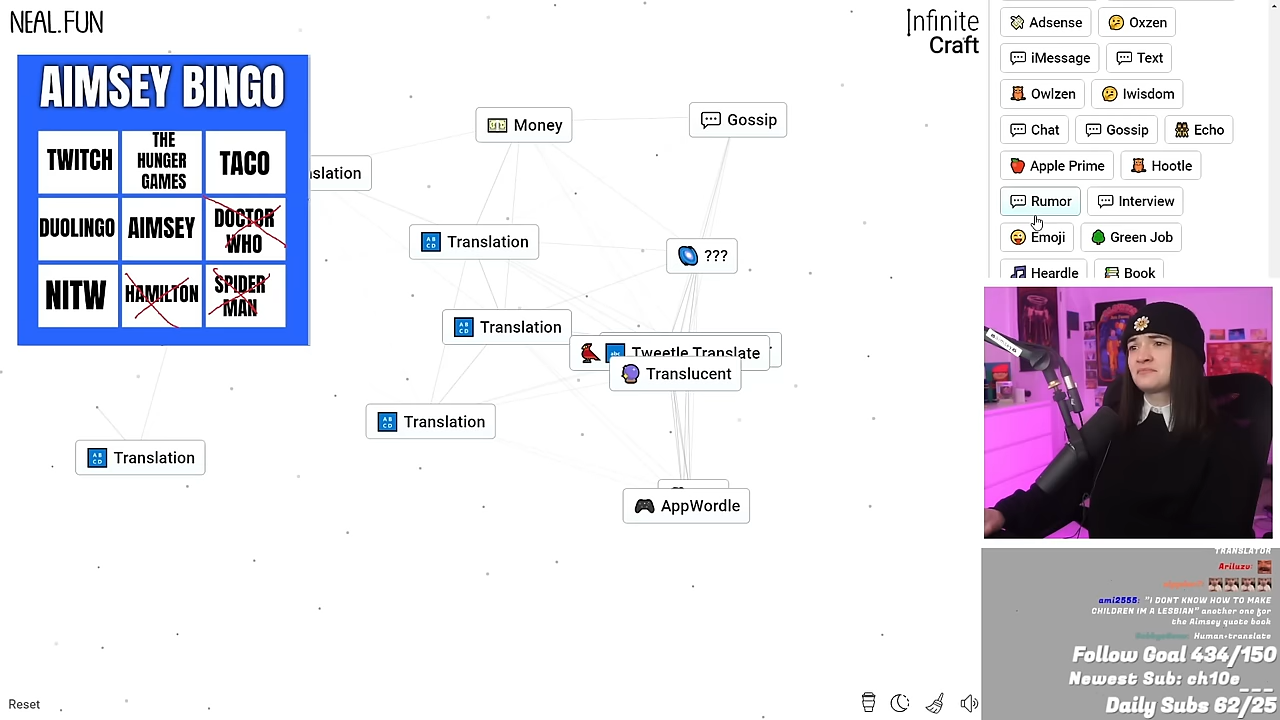 NEAL.FUN
Infinite
Craft
AIMSEY BINGO
TWITCH
THE
HUNGER
GAMES
TACO
DUOLINGO
AIMSEY
DOCTOR
WHO
NITW
HAMILTON
SPIDER
MAN
Money
Gossip
Translation
???
Translation
Tweetle Translate
Translucent
Translation
Translation
AppWordle
Adsense
Oxzen
iMessage
Text
Owlzen
Iwisdom
Chat
Gossip
Echo
Apple Prime
Hootle
Rumor
Interview
Emoji
Green Job
Heardle
Book
TRANSLATOR
Ariluzu:
ami2555: "I DONT KNOW HOW TO MAKE
CHILDREN IM A LESBIAN" another one for
the Aimsey quote book
Human+translate
Follow Goal 434/150
Newest Sub: ch10e___
Daily Subs 62/25
Reset